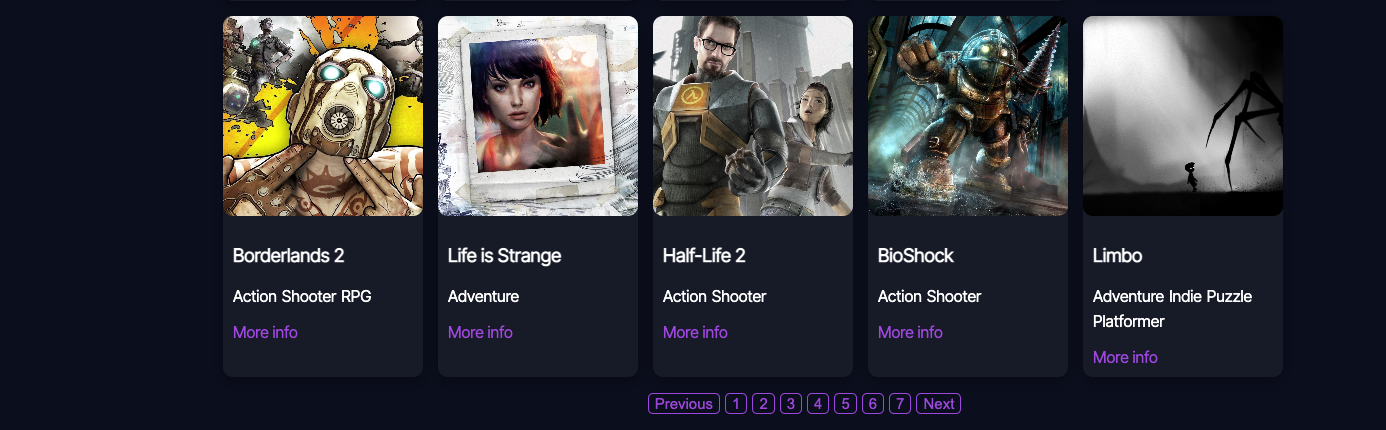 Borderlands 2
Action Shooter RPG
More info
Life is Strange
Adventure
More info
Half-Life 2
Action Shooter
More info
BioShock
Action Shooter
More info
Limbo
Adventure Indie Puzzle
Platformer
More info
Previous 1 2 3 4 5 6 7 Next